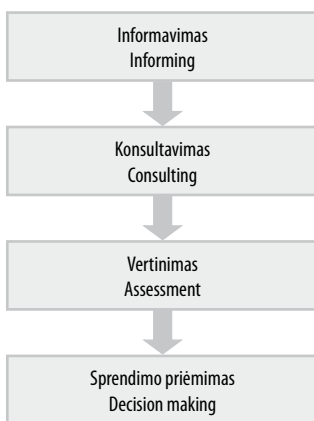 Informavimas
Informing
Konsultavimas
Consulting
Vertinimas
Assessment
Sprendimo priėmimas
Decision making